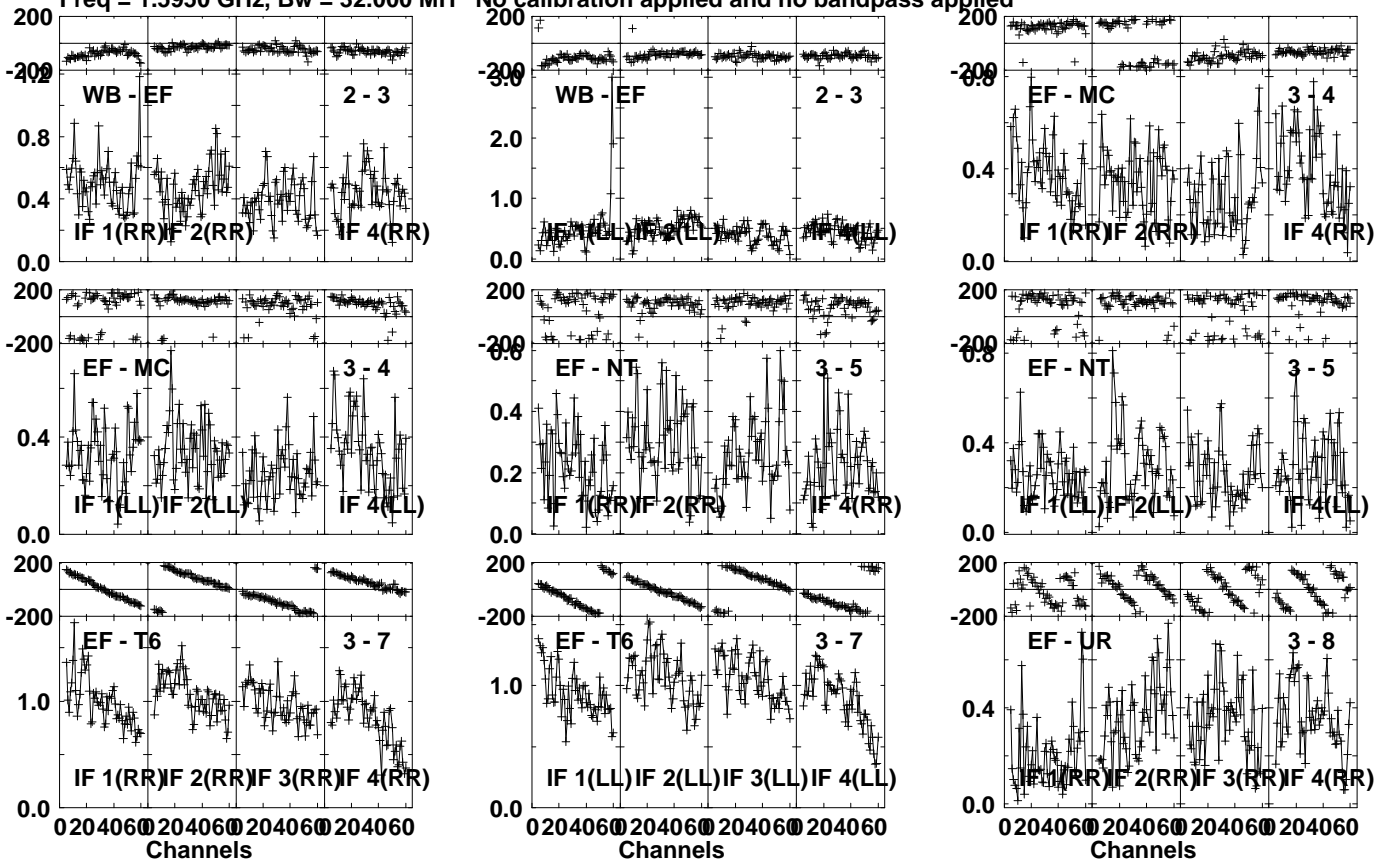 Freq = 1.5950 GHz, Bw = 32.000 MH No calibration applied and no bandpass applied
200
-200
1.2
0.8
0.4
0.0
WB - EF 2 - 3
IF 1(RR) IF 2(RR) IF 4(RR)
200
-200
3.0
2.0
1.0
0.0
WB - EF 2 - 3
IF 1(LL) IF 2(LL) IF 4(LL)
200
-200
0.8
0.4
0.0
EF - MC 3 - 4
IF 1(RR) IF 2(RR) IF 4(RR)
200
-200
0.4
0.0
EF - MC 3 - 4
IF 1(LL) IF 2(LL) IF 4(LL)
200
-200
0.6
0.4
0.2
0.0
EF - NT 3 - 5
IF 1(RR) IF 2(RR) IF 4(RR)
200
-200
0.8
0.4
0.0
EF - NT 3 - 5
IF 1(LL) IF 2(LL) IF 4(LL)
200
-200
1.0
0.0
EF - T6 3 - 7
IF 1(RR) IF 2(RR) IF 3(RR) IF 4(RR)
0 20 40 60 0 20 40 60 0 20 40 60 0 20 40 60
Channels
200
-200
1.0
0.0
EF - T6 3 - 7
IF 1(LL) IF 2(LL) IF 3(LL) IF 4(LL)
0 20 40 60 0 20 40 60 0 20 40 60 0 20 40 60
Channels
200
-200
0.4
0.0
EF - UR 3 - 8
IF 1(RR) IF 2(RR) IF 3(RR) IF 4(RR)
0 20 40 60 0 20 40 60 0 20 40 60 0 20 40 60
Channels